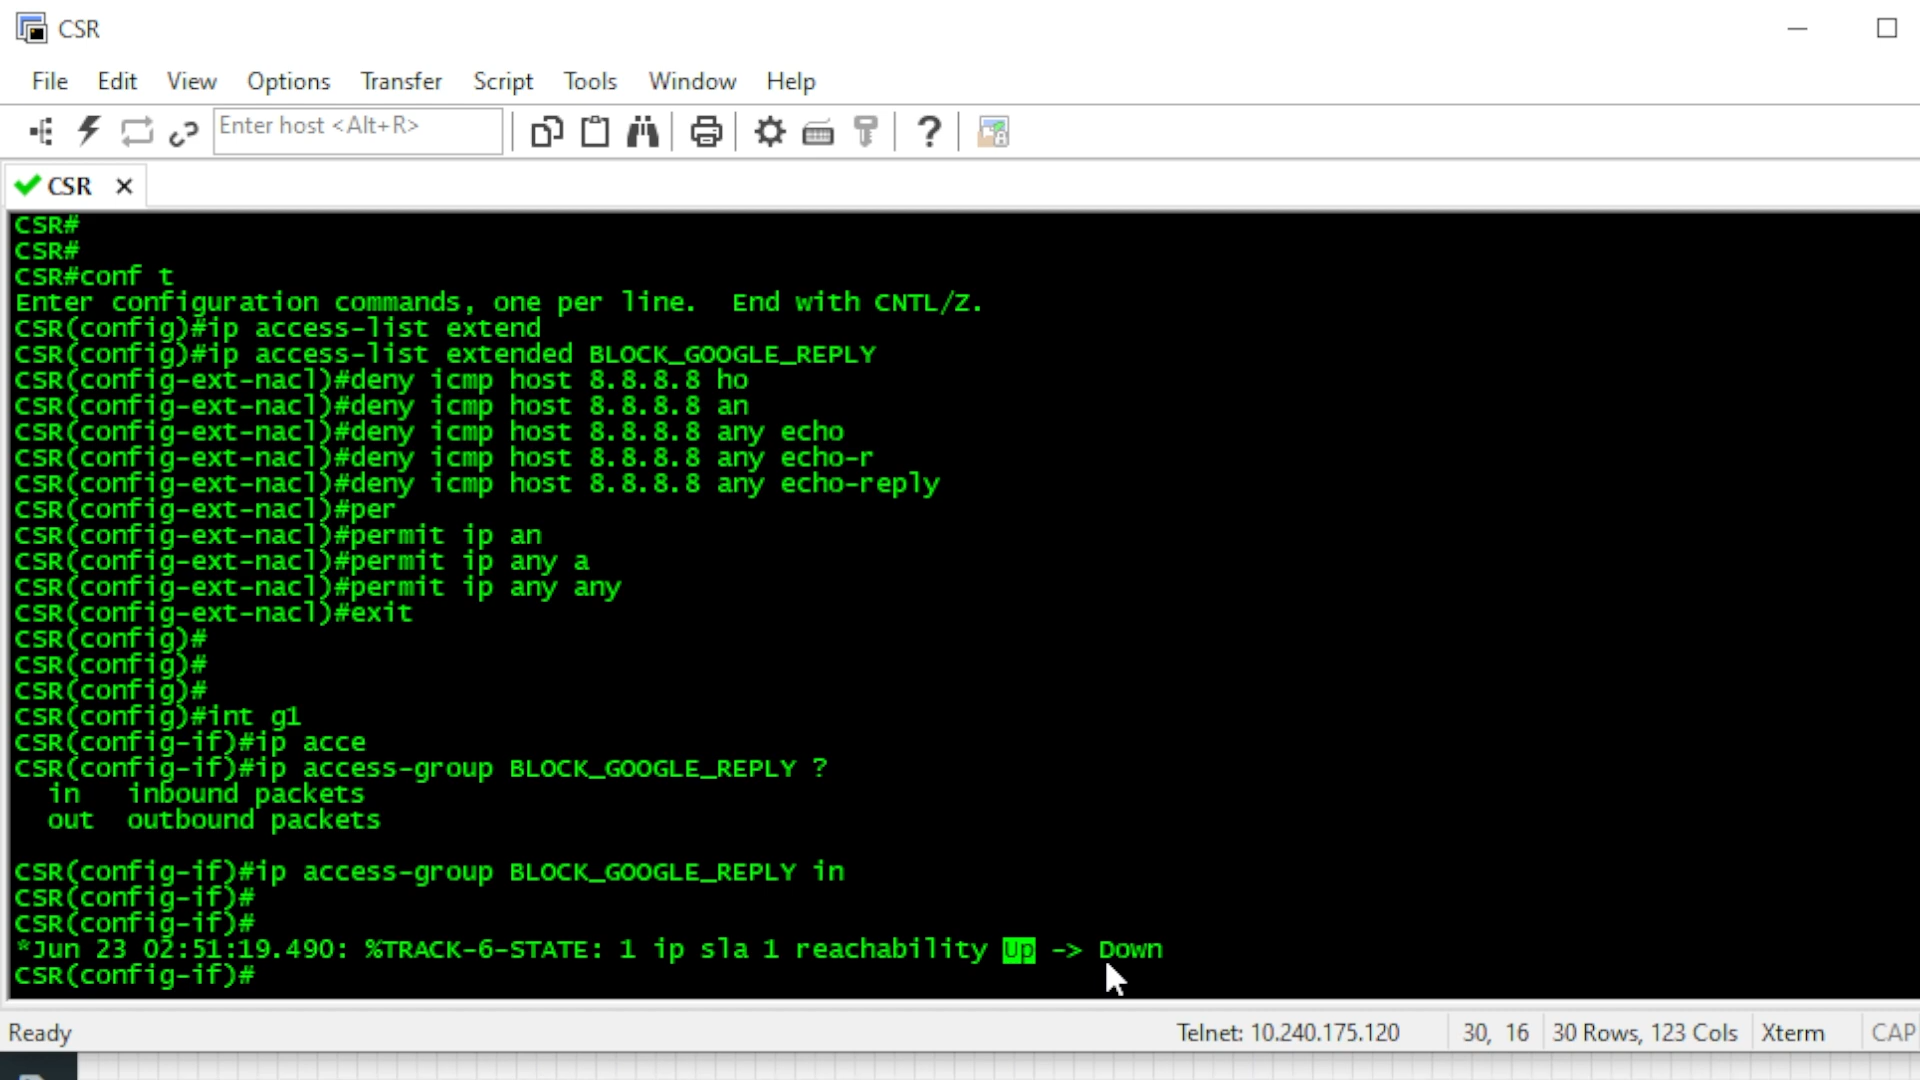 CSR
File Edit View Options Transfer Script Tools Window Help
Enter host <Alt+R>
CSR
CSR#
CSR#
CSR#conf t
Enter configuration commands, one per line.  End with CNTL/Z.
CSR(config)#ip access-list extend
CSR(config)#ip access-list extended BLOCK_GOOGLE_REPLY
CSR(config-ext-nacl)#deny icmp host 8.8.8.8 ho
CSR(config-ext-nacl)#deny icmp host 8.8.8.8 an
CSR(config-ext-nacl)#deny icmp host 8.8.8.8 any echo
CSR(config-ext-nacl)#deny icmp host 8.8.8.8 any echo-r
CSR(config-ext-nacl)#deny icmp host 8.8.8.8 any echo-reply
CSR(config-ext-nacl)#per
CSR(config-ext-nacl)#permit ip an
CSR(config-ext-nacl)#permit ip any a
CSR(config-ext-nacl)#permit ip any any
CSR(config-ext-nacl)#exit
CSR(config)#
CSR(config)#
CSR(config)#
CSR(config)#int g1
CSR(config-if)#ip acce
CSR(config-if)#ip access-group BLOCK_GOOGLE_REPLY ?
  in   inbound packets
  out  outbound packets
CSR(config-if)#ip access-group BLOCK_GOOGLE_REPLY in
CSR(config-if)#
CSR(config-if)#
*Jun 23 02:51:19.490: %TRACK-6-STATE: 1 ip sla 1 reachability Up -> Down
CSR(config-if)#
Ready Telnet: 10.240.175.120 30, 16 30 Rows, 123 Cols Xterm CAP